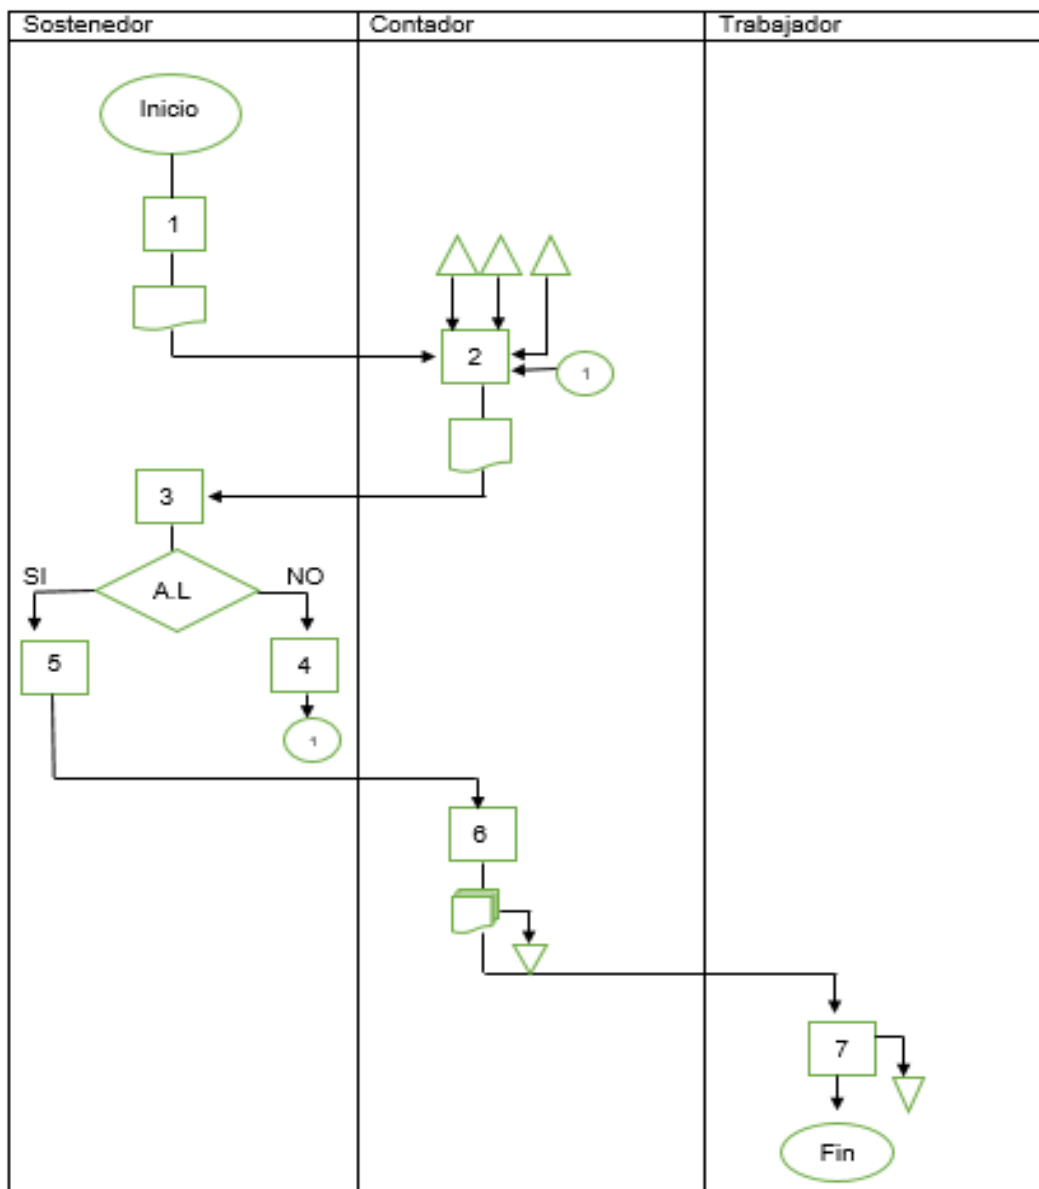 Sostenedor
Contador
Trabajador
Inicio
1
2
1
3
SI
A.L
NO
5
4
1
6
7
Fin